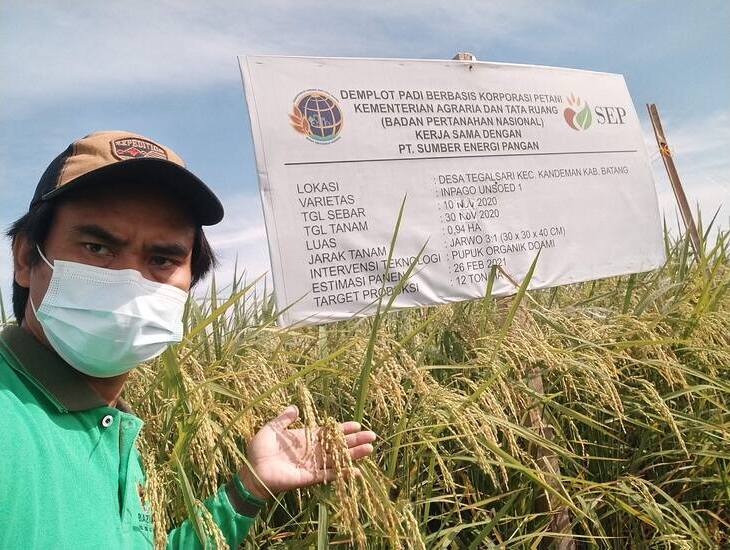 DEMPLOT PADI BERBASIS KORPORASI PETANI
KEMENTERIAN AGRARIA DAN TATA RUANG
(BADAN PERTANAHAN NASIONAL)
KERJA SAMA DENGAN
PT. SUMBER ENERGI PANGAN
SEP
LOKASI : DESA TEGALSARI KEC. KANDEMAN KAB. BATANG
VARIETAS : INPAGO UNSOED 1
TGL SEBAR : 10 NOV 2020
TGL TANAM : 30 NOV 2020
LUAS : 0,94 HA
JARAK TANAM : JARWO 3:1 (30 x 30 x 40 CM)
INTERVENSI TEKNOLOGI : PUPUK ORGANIK DOAMI
ESTIMASI PANEN : 26 FEB 2021
TARGET PRODUKSI : 12 TON
EXPEDITION